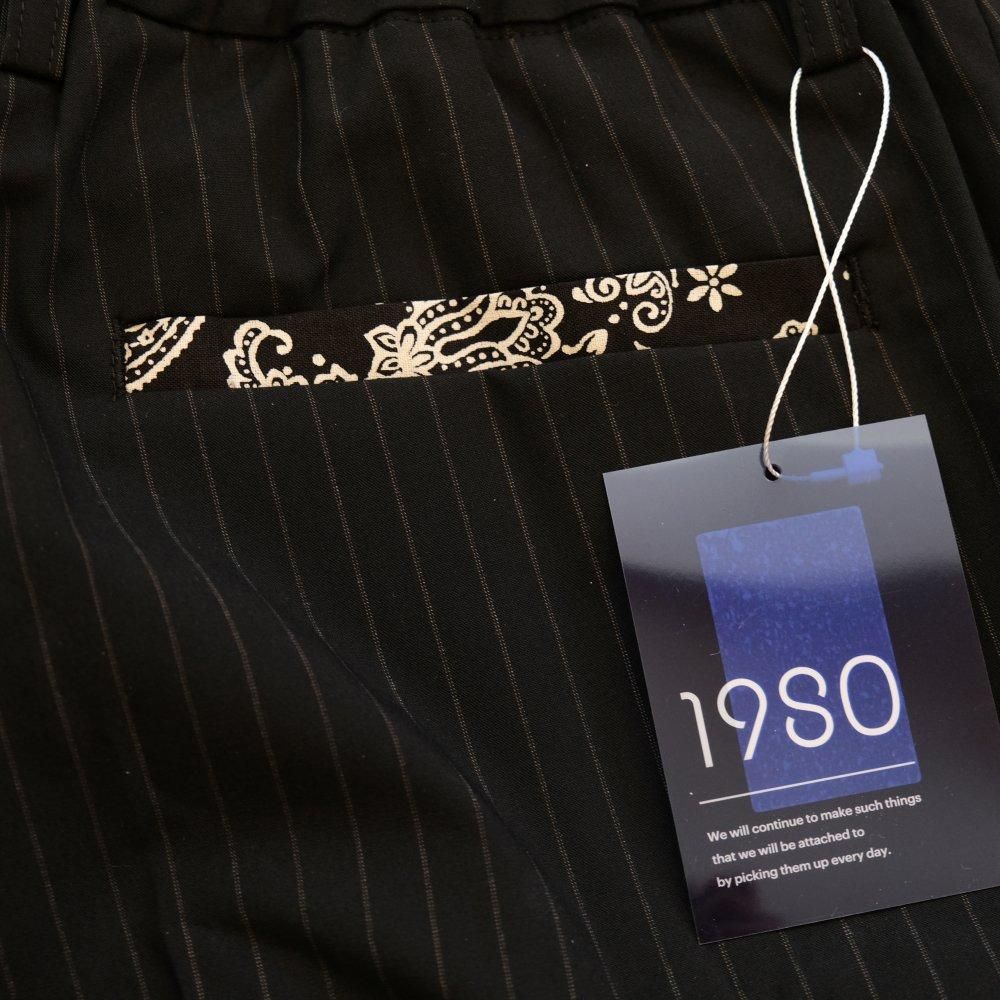 1980
We will continue to make such things
that we will be attached to
by picking them up every day.